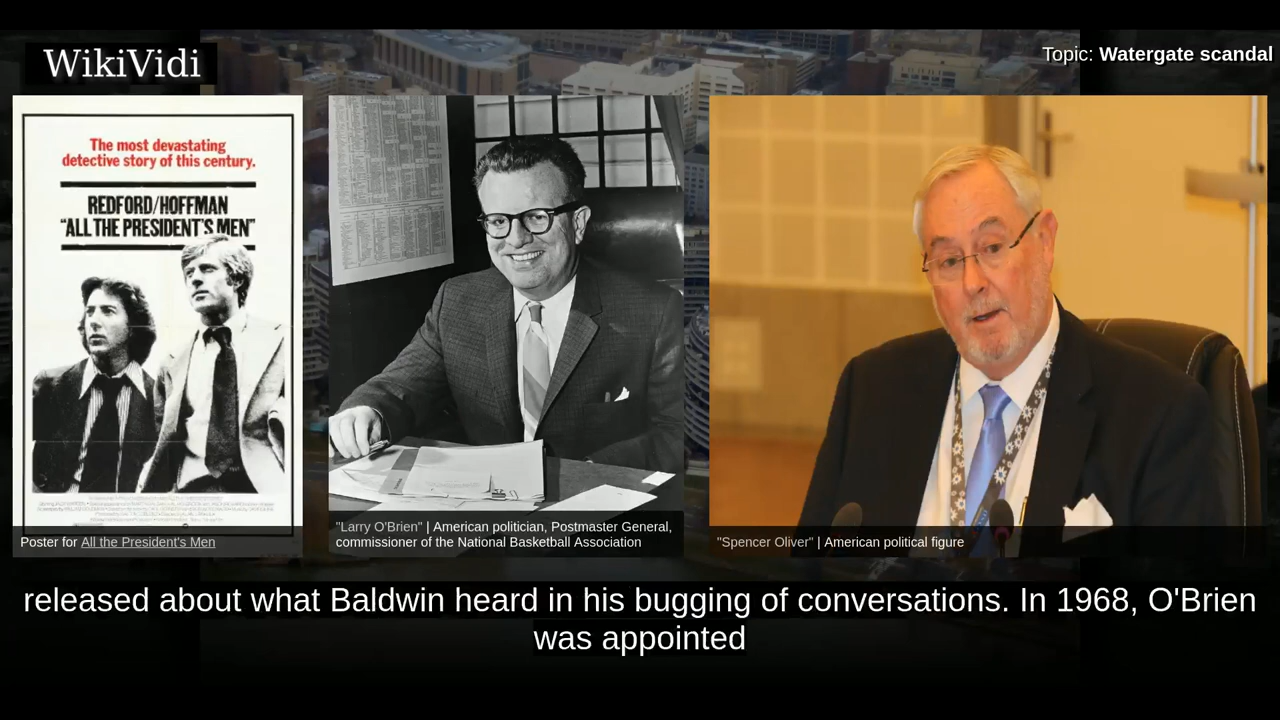 WikiVidi
Topic: Watergate scandal
The most devastating
detective story of this century.
REDFORD/HOFFMAN
"ALL THE PRESIDENT'S MEN"
Poster for All the President's Men
"Larry O'Brien" | American politician, Postmaster General,
commissioner of the National Basketball Association
"Spencer Oliver" | American political figure
released about what Baldwin heard in his bugging of conversations. In 1968, O'Brien
was appointed